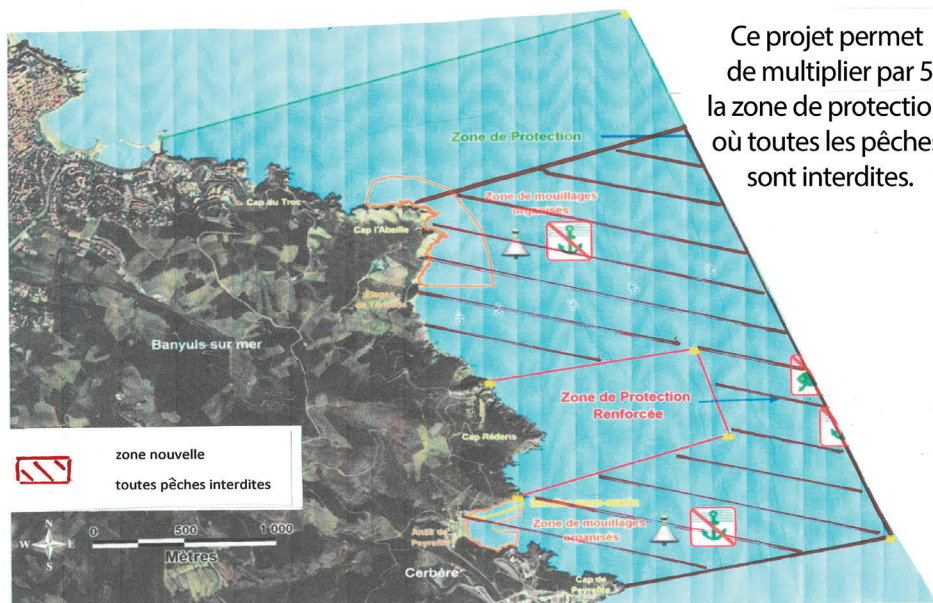 Ce projet permet
de multiplier par 5
la zone de protection
où toutes les pêches
sont interdites.
Zone de Protection
Zone de mouillages
organisés
Cap du Troc
Cap l'Abeille
Plages
Banyuls sur mer
Zone de Protection
Renforcée
Cap Réderis
zone nouvelle
toutes pêches interdites
N
W E
S
0 500 1 000
Mètres
Zone de mouillages
organisés
Anse de
Peyrefite
Cerbère
Cap de
Peyrefite